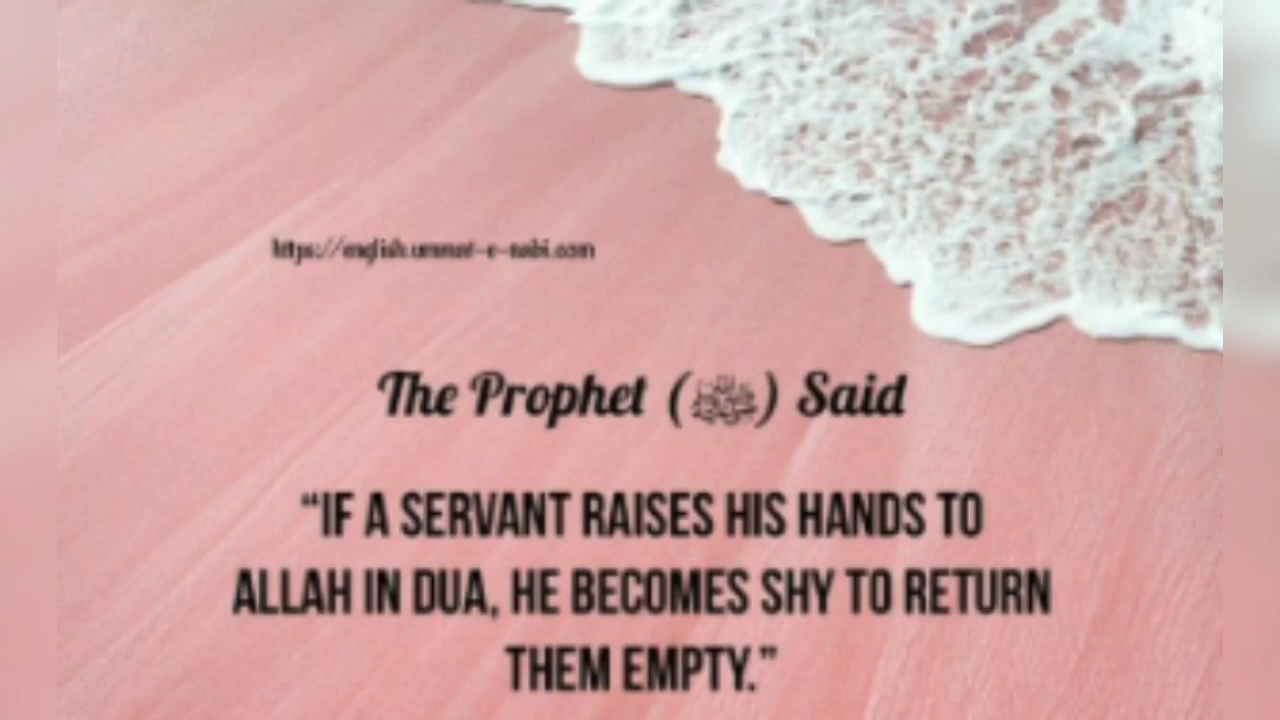 https://english.ummat-e-nabi.com
The Prophet (ﷺ) Said
“IF A SERVANT RAISES HIS HANDS TO
ALLAH IN DUA, HE BECOMES SHY TO RETURN
THEM EMPTY.”